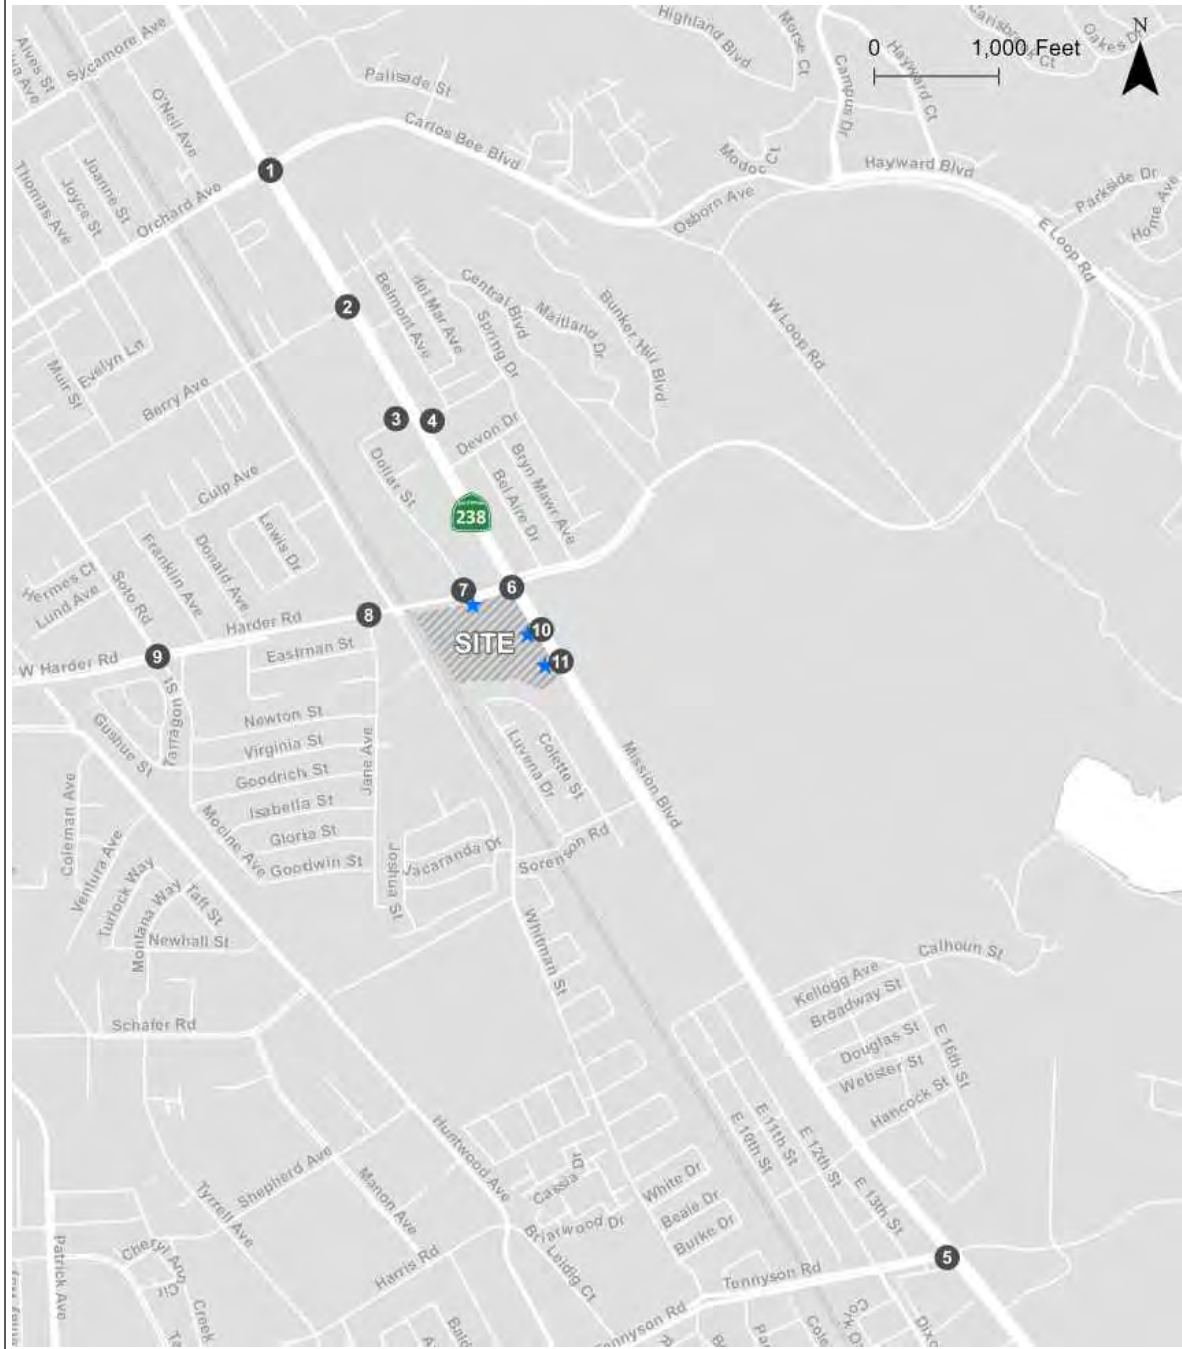 Alves St
Sycamore Ave
O'Neil Ave
Palisade St
Highland Blvd
Morse Ct
Campus Dr
Hayward Ct
Oakes Dr
0 1,000 Feet
N
Carlos Bee Blvd
Modoc Ct
Hayward Blvd
Parkside Dr
Home Ave
E Loop Rd
Osborn Ave
W Loop Rd
1
Thomas Ave
Joyce St
Joanne St
Orchard Ave
2
Belmont Ave
del Mar Ave
Central Blvd
Spring Dr
Maitland Dr
Bunker Hill Blvd
Muir St
Evelyn Ln
Berry Ave
3
4
Devon Dr
Dollar St
Bel Aire Dr
Bryn Mawr Ave
238
Culp Ave
Lewis Dr
Donald Ave
Franklin Ave
Soto Rd
Hermes Ct
Lund Ave
Harder Rd
W Harder Rd
6
7
8
9
10
11
SITE
Eastman St
Tarragon St
Gushue St
Newton St
Virginia St
Goodrich St
Isabella St
Gloria St
Goodwin St
Jane Ave
Mocine Ave
Joshua St
Jacaranda Dr
Luvena Dr
Colette St
Sorenson Rd
Mission Blvd
Coleman Ave
Ventura Ave
Turlock Way
Montana Way
Taft St
Newhall St
Whitman St
Schafer Rd
Calhoun St
Kellogg Ave
Broadway St
Douglas St
Webster St
Hancock St
E 16th St
E 10th St
E 11th St
E 12th St
E 13th St
Huntwood Ave
Shepherd Ave
Manon Ave
Tyrrell Ave
Cassia Dr
Briarwood Dr
White Dr
Beale Dr
Burke Dr
Leidig Ct
Harris Rd
Cheryl Ann Cir
Creek
Patrick Ave
5
Tennyson Rd
Tennyson Rd